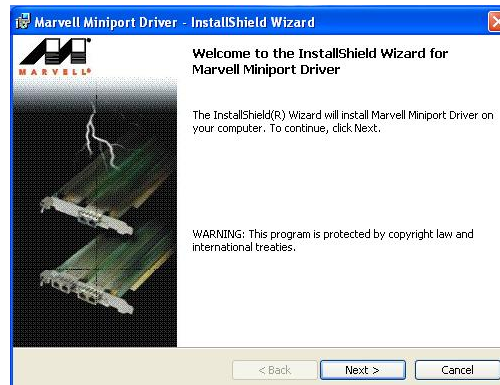 Marvell Miniport Driver - InstallShield Wizard
MARVELL®
Welcome to the InstallShield Wizard for
Marvell Miniport Driver
The InstallShield(R) Wizard will install Marvell Miniport Driver on
your computer. To continue, click Next.
WARNING: This program is protected by copyright law and
international treaties.
< Back
Next >
Cancel